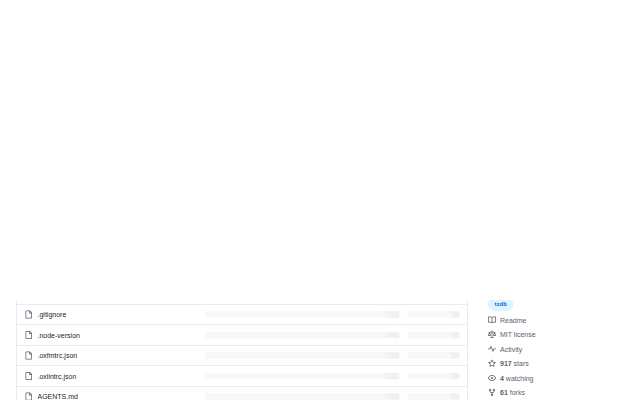 tsdb
.gitignore
Readme
.node-version
MIT license
Activity
.oxfmtrc.json
917 stars
.oxlintrc.json
4 watching
AGENTS.md
61 forks